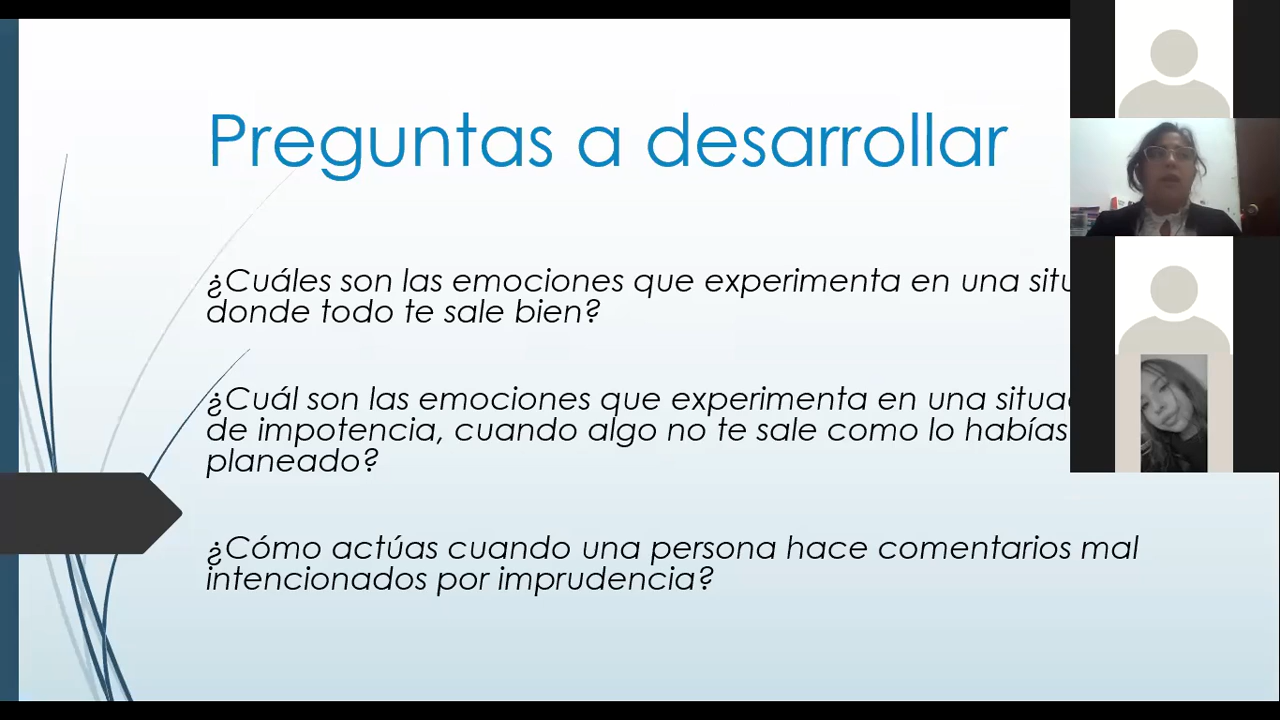 Preguntas a desarrollar
¿Cuáles son las emociones que experimenta en una
donde todo te sale bien?
¿Cuál son las emociones que experimenta en una
de impotencia, cuando algo no te sale como lo habías
planeado?
¿Cómo actúas cuando una persona hace comentarios mal
intencionados por imprudencia?